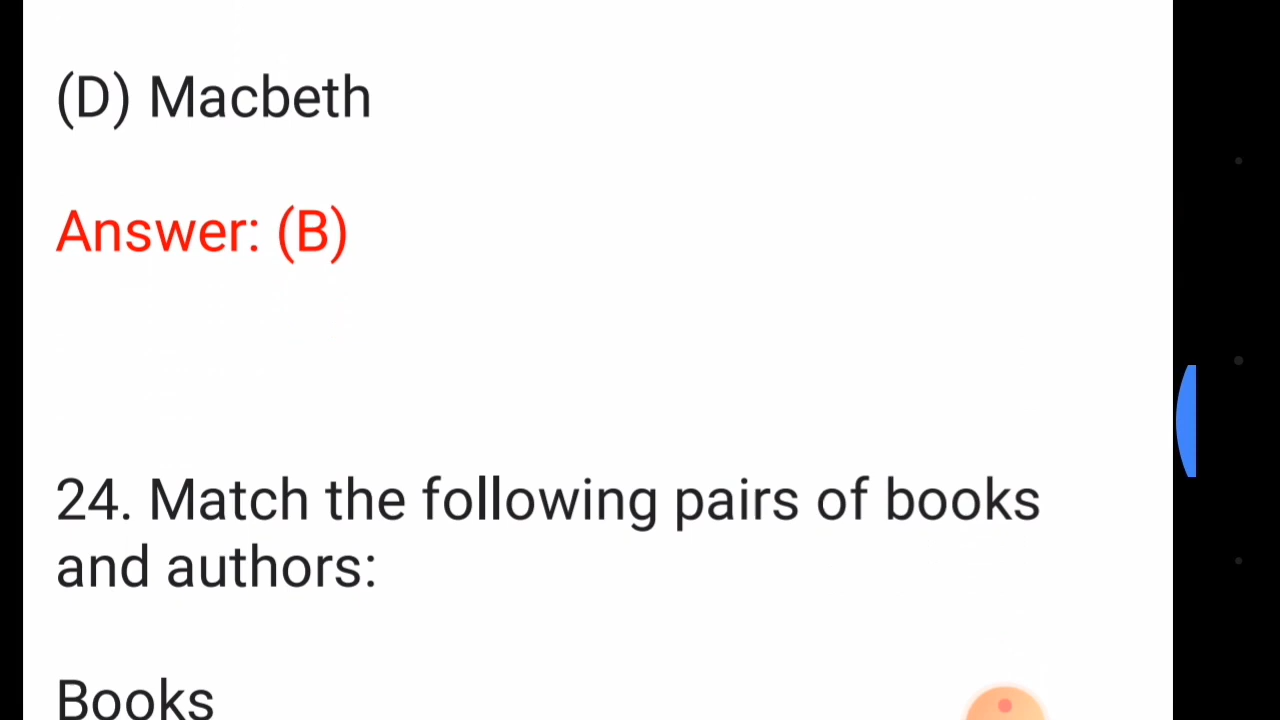 (D) Macbeth
Answer: (B)
24. Match the following pairs of books
and authors:
Books